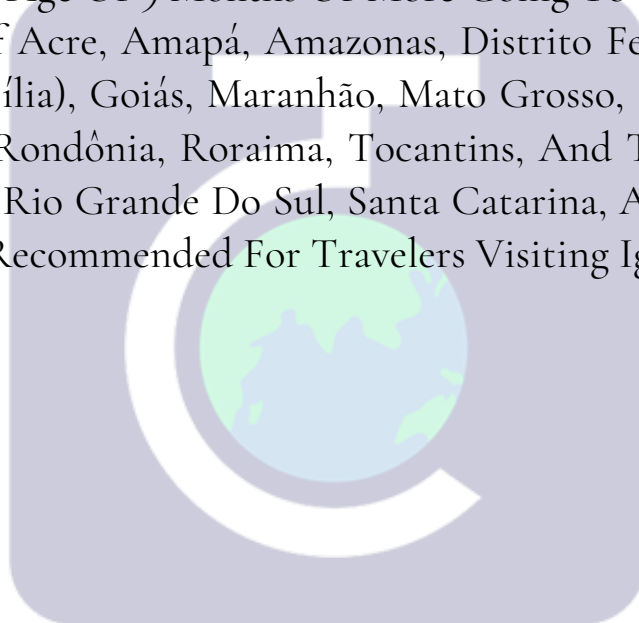 f Acre, Amapá, Amazonas, Distrito Fe
ília), Goiás, Maranhão, Mato Grosso,
Rondônia, Roraima, Tocantins, And T
Rio Grande Do Sul, Santa Catarina, A
Recommended For Travelers Visiting Ig